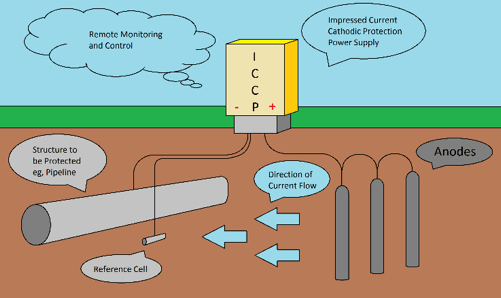 Remote Monitoring
and Control
Impressed Current
Cathodic Protection
Power Supply
I
C
C
P
- +
Structure to
be Protected
eg, Pipeline
Direction of
Current Flow
Anodes
Reference Cell